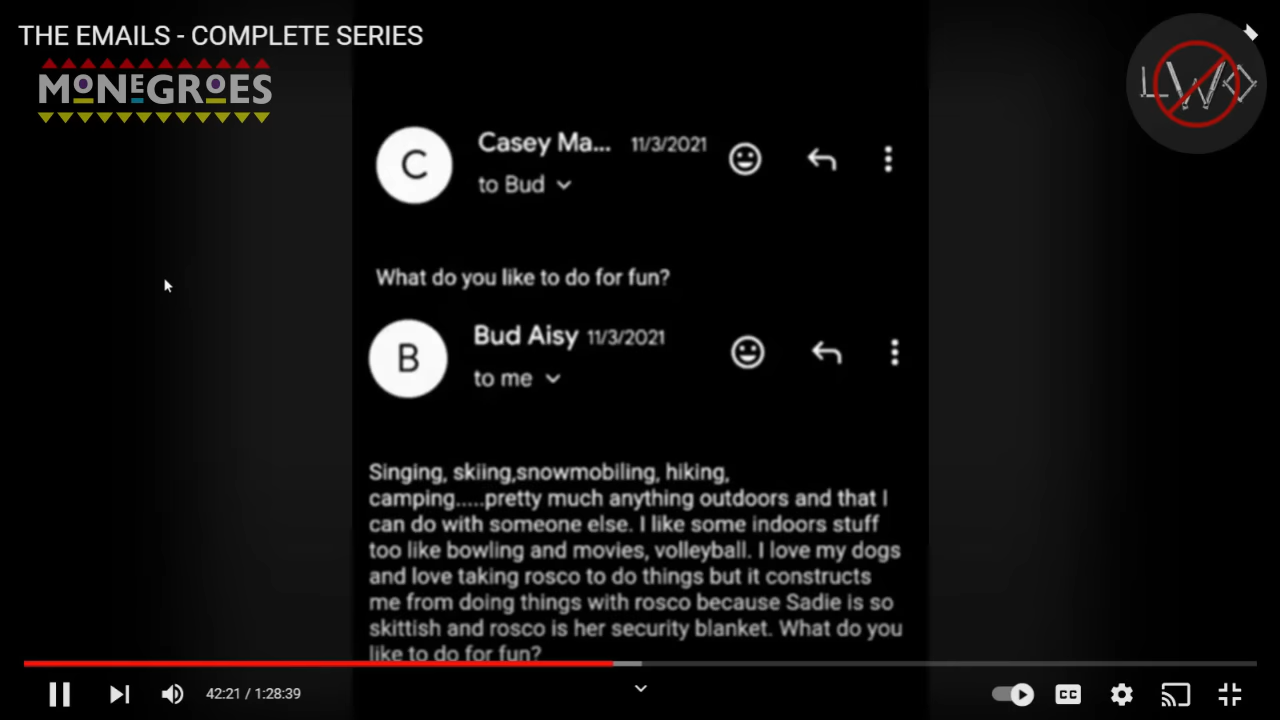 THE EMAILS - COMPLETE SERIES
MONEGROES
LWKD
C
Casey Ma... 11/3/2021
to Bud
What do you like to do for fun?
B
Bud Aisy 11/3/2021
to me
Singing, skiing,snowmobiling, hiking,
camping.....pretty much anything outdoors and that I
can do with someone else. I like some indoors stuff
too like bowling and movies, volleyball. I love my dogs
and love taking rosco to do things but it constructs
me from doing things with rosco because Sadie is so
skittish and rosco is her security blanket. What do you
like to do for fun?
42:21 / 1:28:39
CC